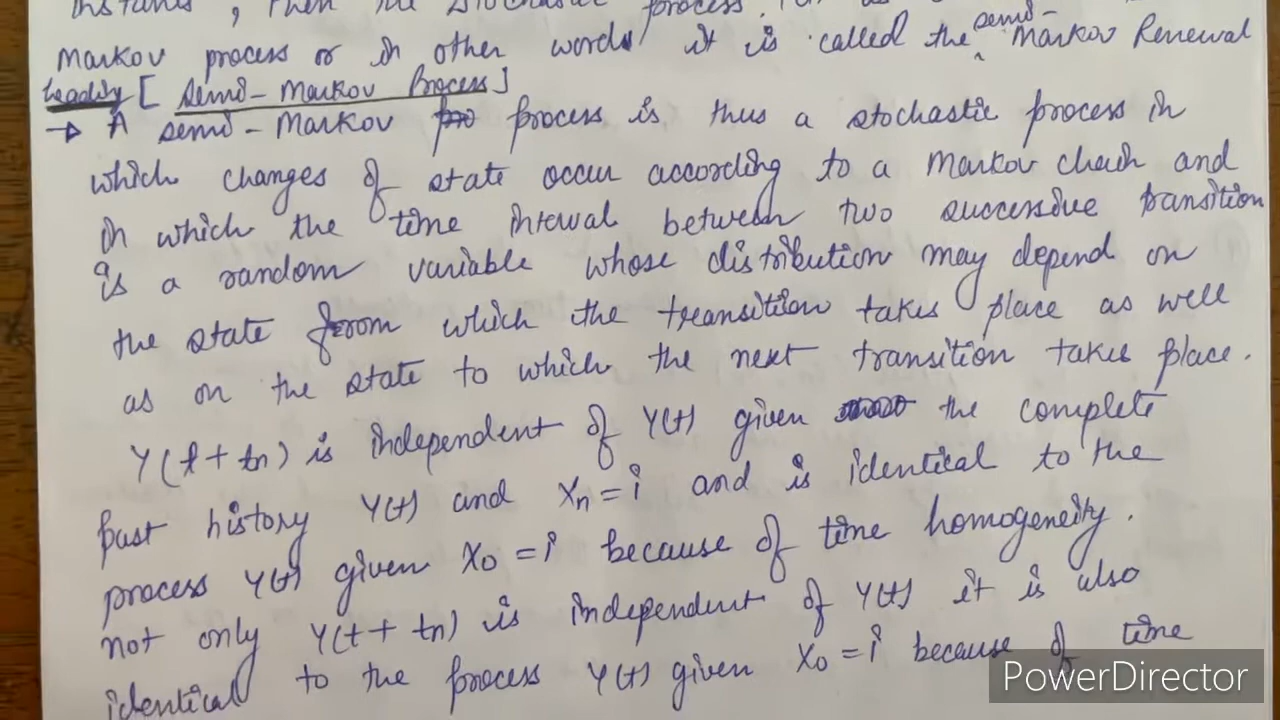 instants, then the stochastic process
Markov process or in other words it is called the semi- Markov Renewal
heading [Semi-Markov Process]
→ A semi-Markov process is thus a stochastic process in
which changes of state occur according to a Markov chain and
in which the time interval between two successive transition
is a random variable whose distribution may depend on
the state from which the transition takes place as well
as on the state to which the next transition takes place.
Y(t+tn) is independent of Y(t) given the complete
past history Y(t) and Xn = i and is identical to the
process Y(t) given X0 = i because of time homogeneity.
not only Y(t+tn) is independent of Y(t) it is also
identical to the process Y(t) given X0 = i because of time
PowerDirector